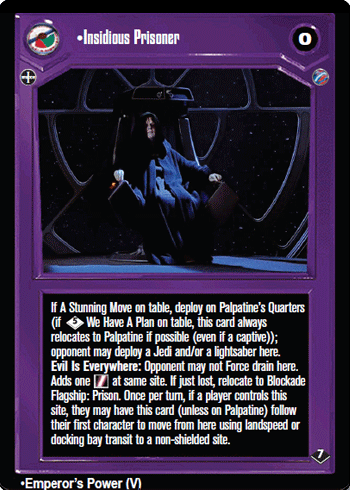 •Insidious Prisoner
0
If A Stunning Move on table, deploy on Palpatine's Quarters
(if 5 We Have A Plan on table, this card always
relocates to Palpatine if possible (even if a captive));
opponent may deploy a Jedi and/or a lightsaber here.
Evil Is Everywhere: Opponent may not Force drain here.
Adds one at same site. If just lost, relocate to Blockade
Flagship: Prison. Once per turn, if a player controls this
site, they may have this card (unless on Palpatine) follow
their first character to move from here using landspeed or
docking bay transit to a non-shielded site.
7
•Emperor's Power (V)